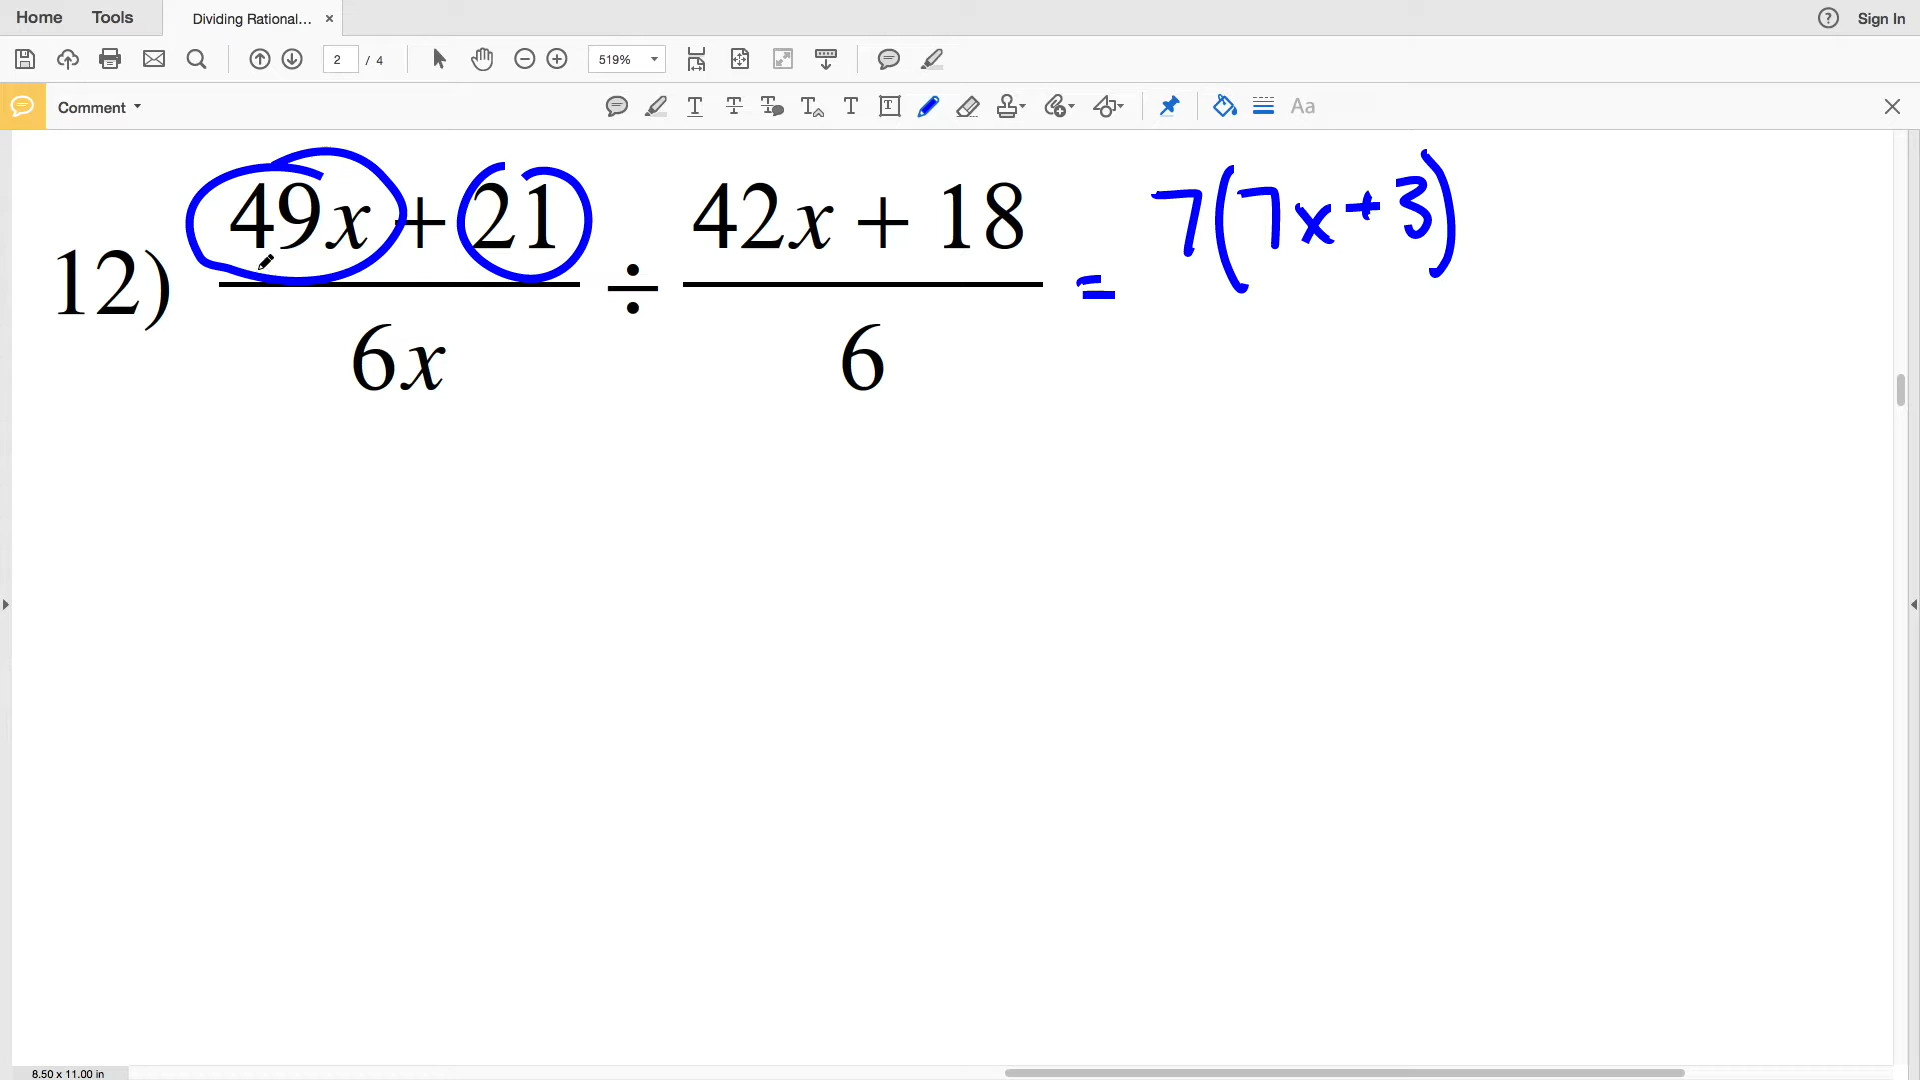 Home Tools Dividing Rational... × ? Sign In
2 / 4 519%
Comment T T T T T T Aa
12) 49x + 21 / 6x ÷ 42x + 18 / 6 = 7(7x+3)
8.50 x 11.00 in